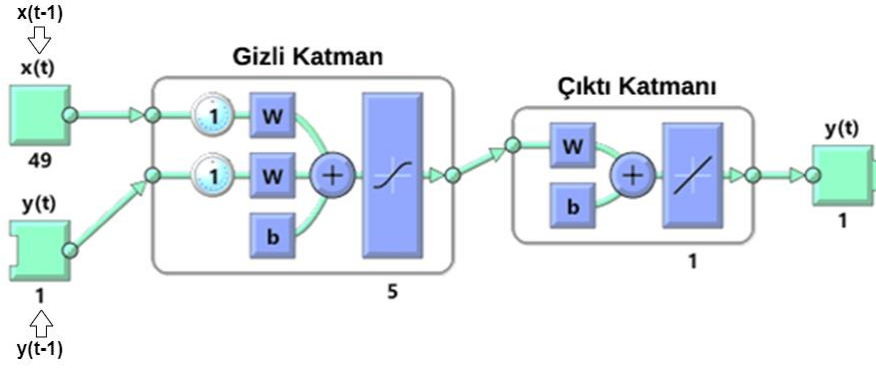 x(t-1)
x(t)
49
y(t)
1
y(t-1)
Gizli Katman
1
W
1
W
b
+
5
Çıktı Katmanı
W
b
+
1
y(t)
1